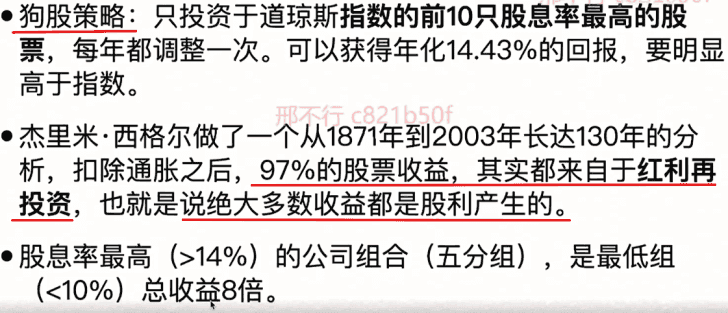 ● 狗股策略：只投资于道琼斯指数的前10只股息率最高的股
票，每年都调整一次。可以获得年化14.43%的回报，要明显
高于指数。
邢不行 c821b50f
● 杰里米·西格尔做了一个从1871年到2003年长达130年的分
析，扣除通胀之后，97%的股票收益，其实都来自于红利再
投资，也就是说绝大多数收益都是股利产生的。
● 股息率最高（>14%）的公司组合（五分组），是最低组
（<10%）总收益8倍。